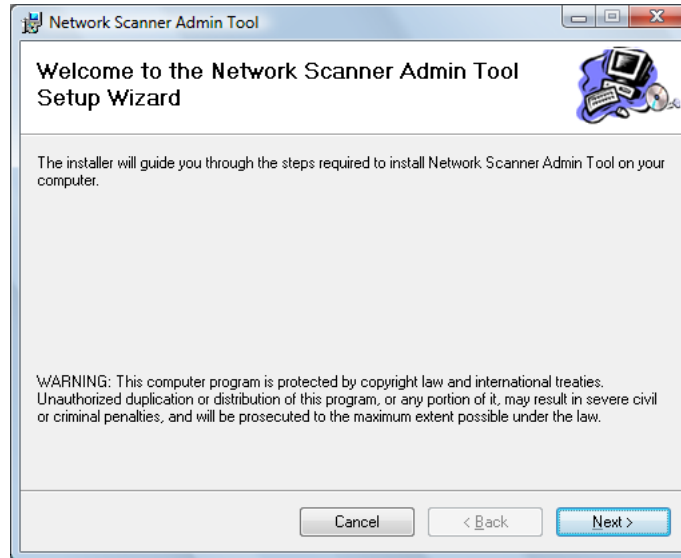 Network Scanner Admin Tool
Welcome to the Network Scanner Admin Tool
Setup Wizard
The installer will guide you through the steps required to install Network Scanner Admin Tool on your
computer.
WARNING: This computer program is protected by copyright law and international treaties.
Unauthorized duplication or distribution of this program, or any portion of it, may result in severe civil
or criminal penalties, and will be prosecuted to the maximum extent possible under the law.
Cancel
< Back
Next >